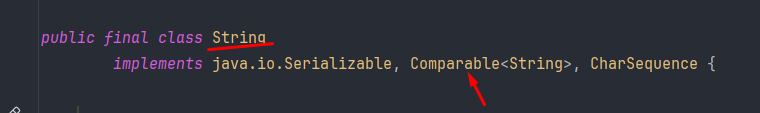 public final class String
implements java.io.Serializable, Comparable<String>, CharSequence {